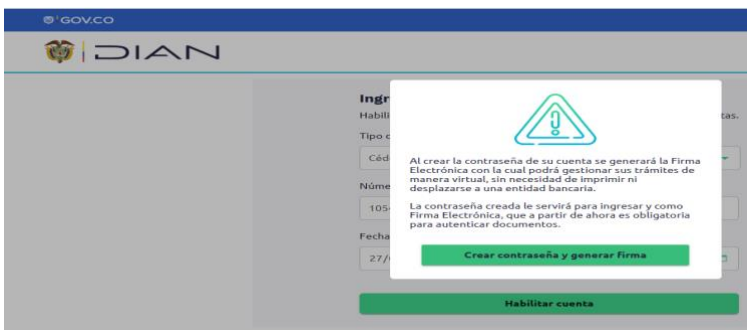 GOV.CO
DIAN
Ingr
Habili tas.
Tipo c
Céd
Núme
105
Fecha
27/
Al crear la contraseña de su cuenta se generará la Firma
Electrónica con la cual podrá gestionar sus trámites de
manera virtual, sin necesidad de imprimir ni
desplazarse a una entidad bancaria.
La contraseña creada le servirá para ingresar y como
Firma Electrónica, que a partir de ahora es obligatoria
para autenticar documentos.
Crear contraseña y generar firma
Habilitar cuenta